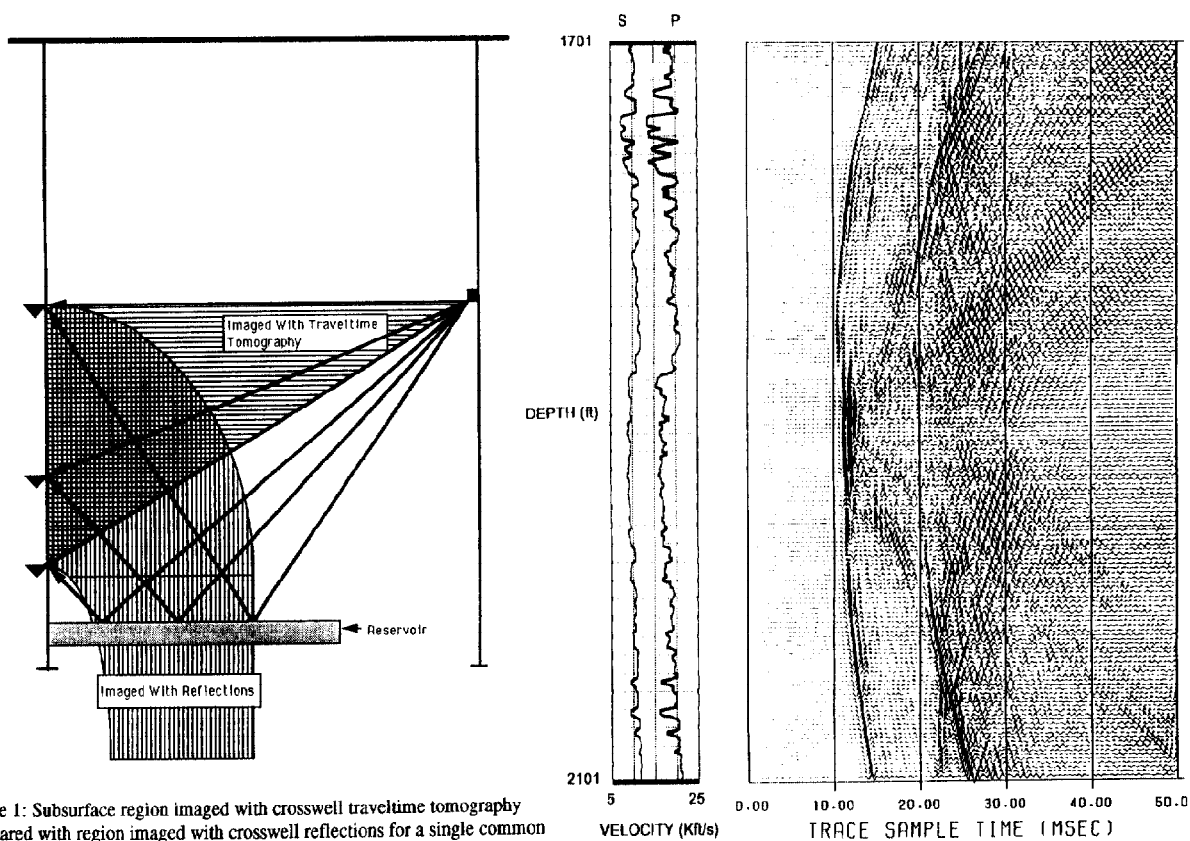 Imaged With Traveltime
Tomography
Reservoir
Imaged With Reflections
e 1: Subsurface region imaged with crosswell traveltime tomography
ared with region imaged with crosswell reflections for a single common
S P
1701
DEPTH (ft)
2101
5 25
VELOCITY (Kft/s)
0.00 10.00 20.00 30.00 40.00 50.0
TRACE SAMPLE TIME (MSEC)